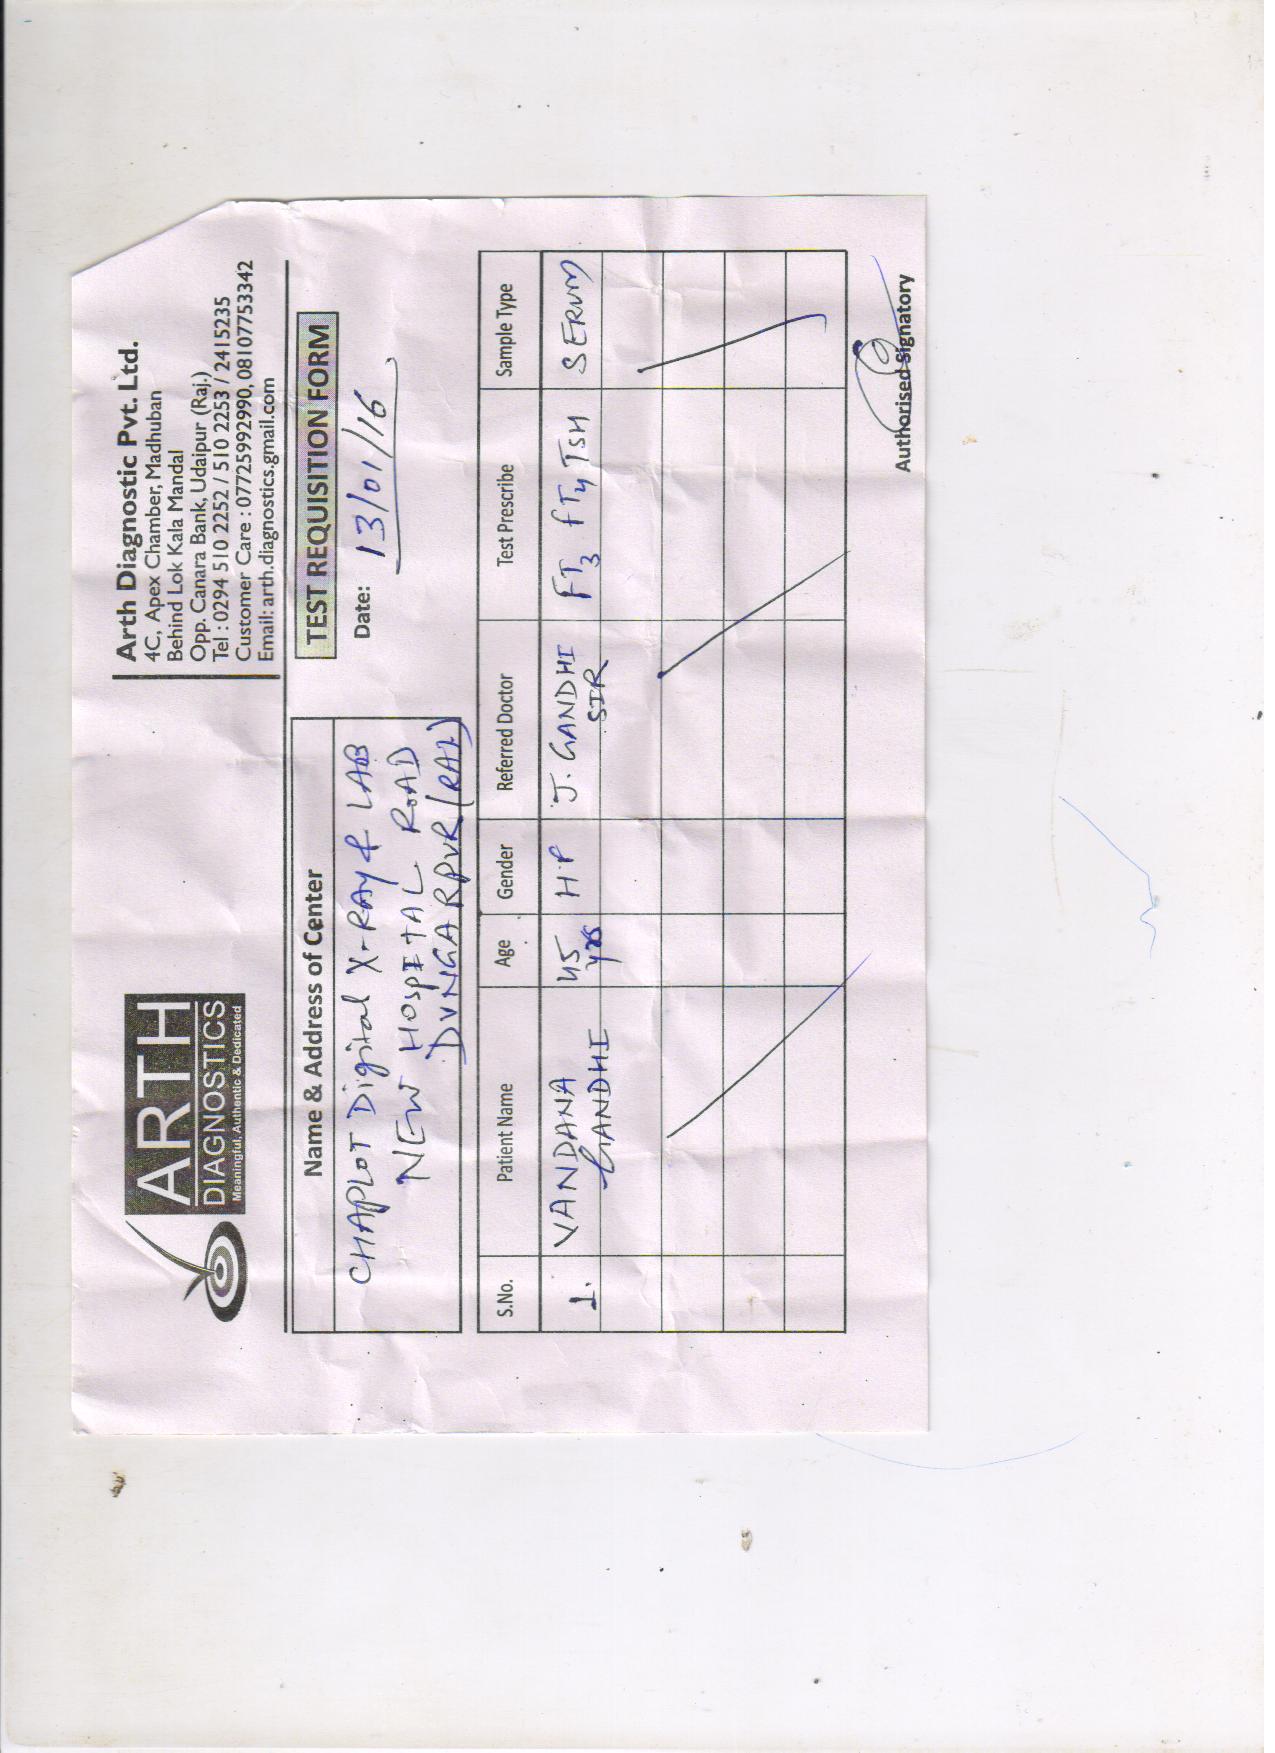 ARTH
DIAGNOSTICS
Meaningful, Authentic & Dedicated
Arth Diagnostic Pvt. Ltd.
4C, Apex Chamber, Madhuban
Behind Lok Kala Mandal
Opp. Canara Bank, Udaipur (Raj.)
Tel : 0294 510 2252 / 510 2253 / 2415235
Customer Care : 07725992990, 08107753342
Email: arth.diagnostics.gmail.com
Name & Address of Center
CHAPLOT Digital X-RAY & LAB
NEW HOSPITAL ROAD
DUNGARPUR (RAJ)
TEST REQUISITION FORM
Date: 13/01/16
S.No. Patient Name Age Gender Referred Doctor Test Prescribe Sample Type
1. VANDANA 45 J. GANDHI FT3 FT4 TSH SERUM
GANDHI yrs SIR
Authorised Signatory